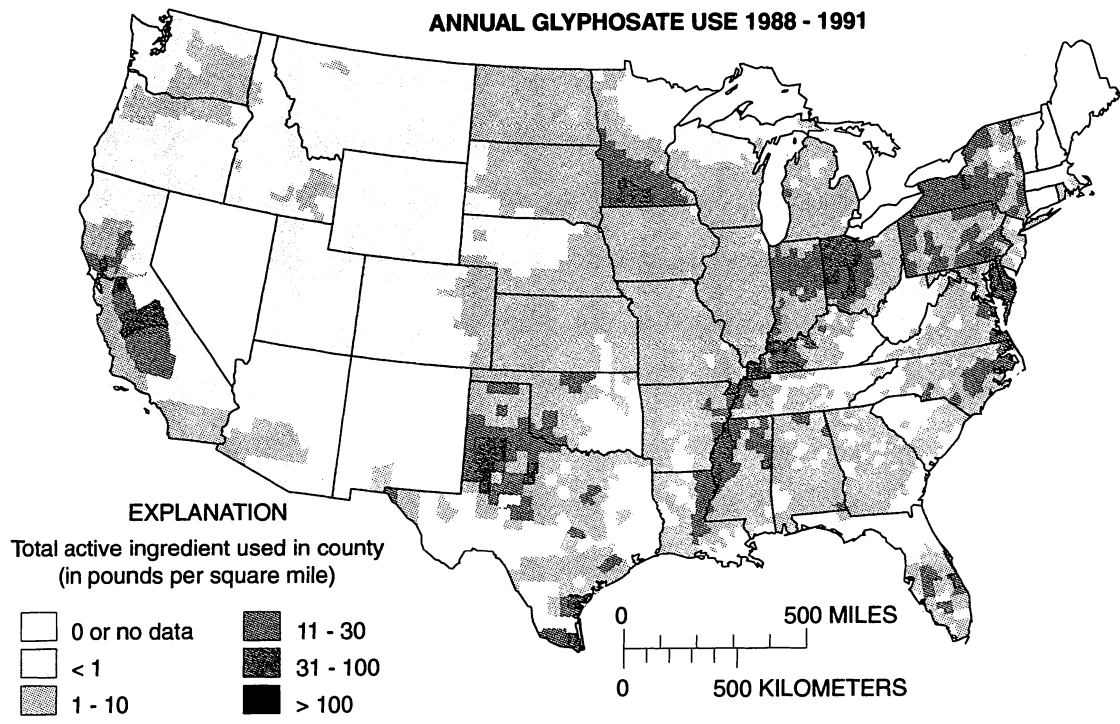 ANNUAL GLYPHOSATE USE 1988 - 1991
EXPLANATION
Total active ingredient used in county
(in pounds per square mile)
0 or no data
< 1
1 - 10
11 - 30
31 - 100
> 100
0 500 MILES
0 500 KILOMETERS